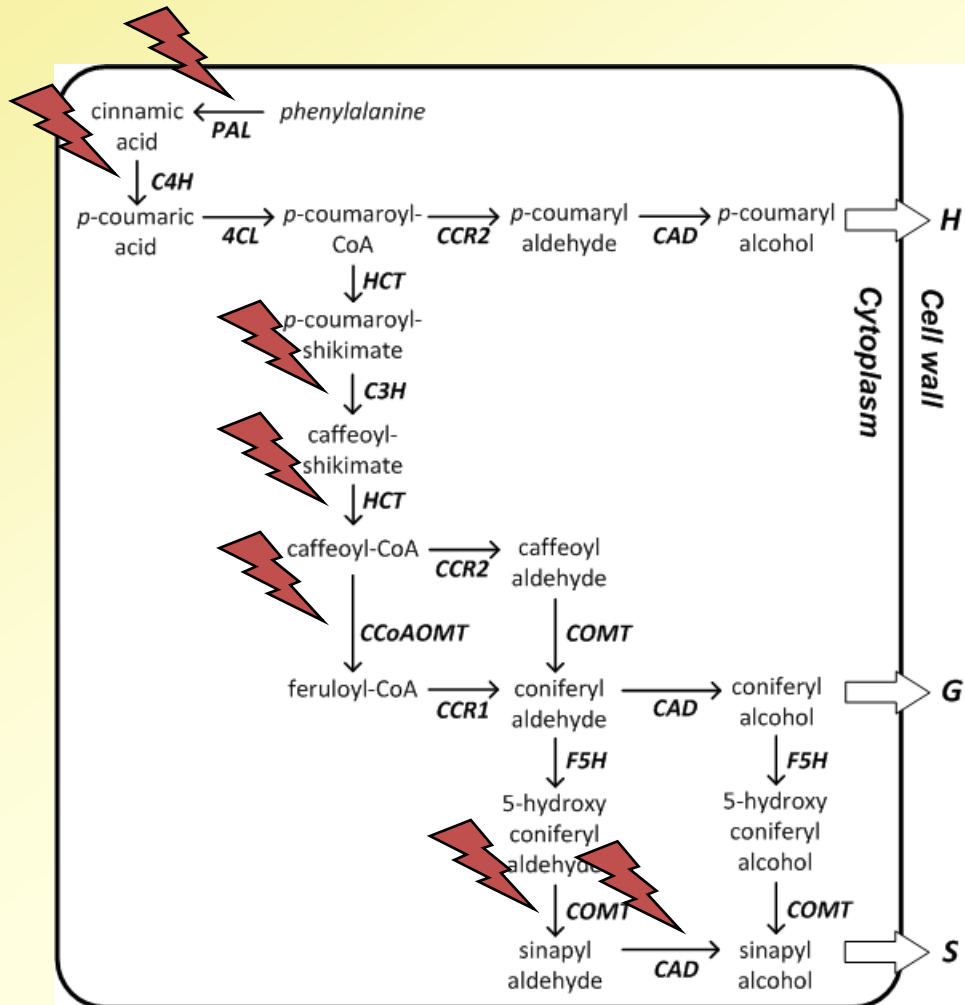 cinnamic
acid
PAL
phenylalanine
C4H
p-coumaric
acid
4CL
p-coumaroyl-
CoA
CCR2
p-coumaryl
aldehyde
CAD
p-coumaryl
alcohol
H
HCT
p-coumaroyl-
shikimate
Cytoplasm
Cell wall
C3H
caffeoyl-
shikimate
HCT
caffeoyl-CoA
CCR2
caffeoyl
aldehyde
CCoAOMT
COMT
feruloyl-CoA
CCR1
coniferyl
aldehyde
CAD
coniferyl
alcohol
G
F5H
F5H
5-hydroxy
coniferyl
aldehyde
5-hydroxy
coniferyl
alcohol
COMT
COMT
sinapyl
aldehyde
CAD
sinapyl
alcohol
S